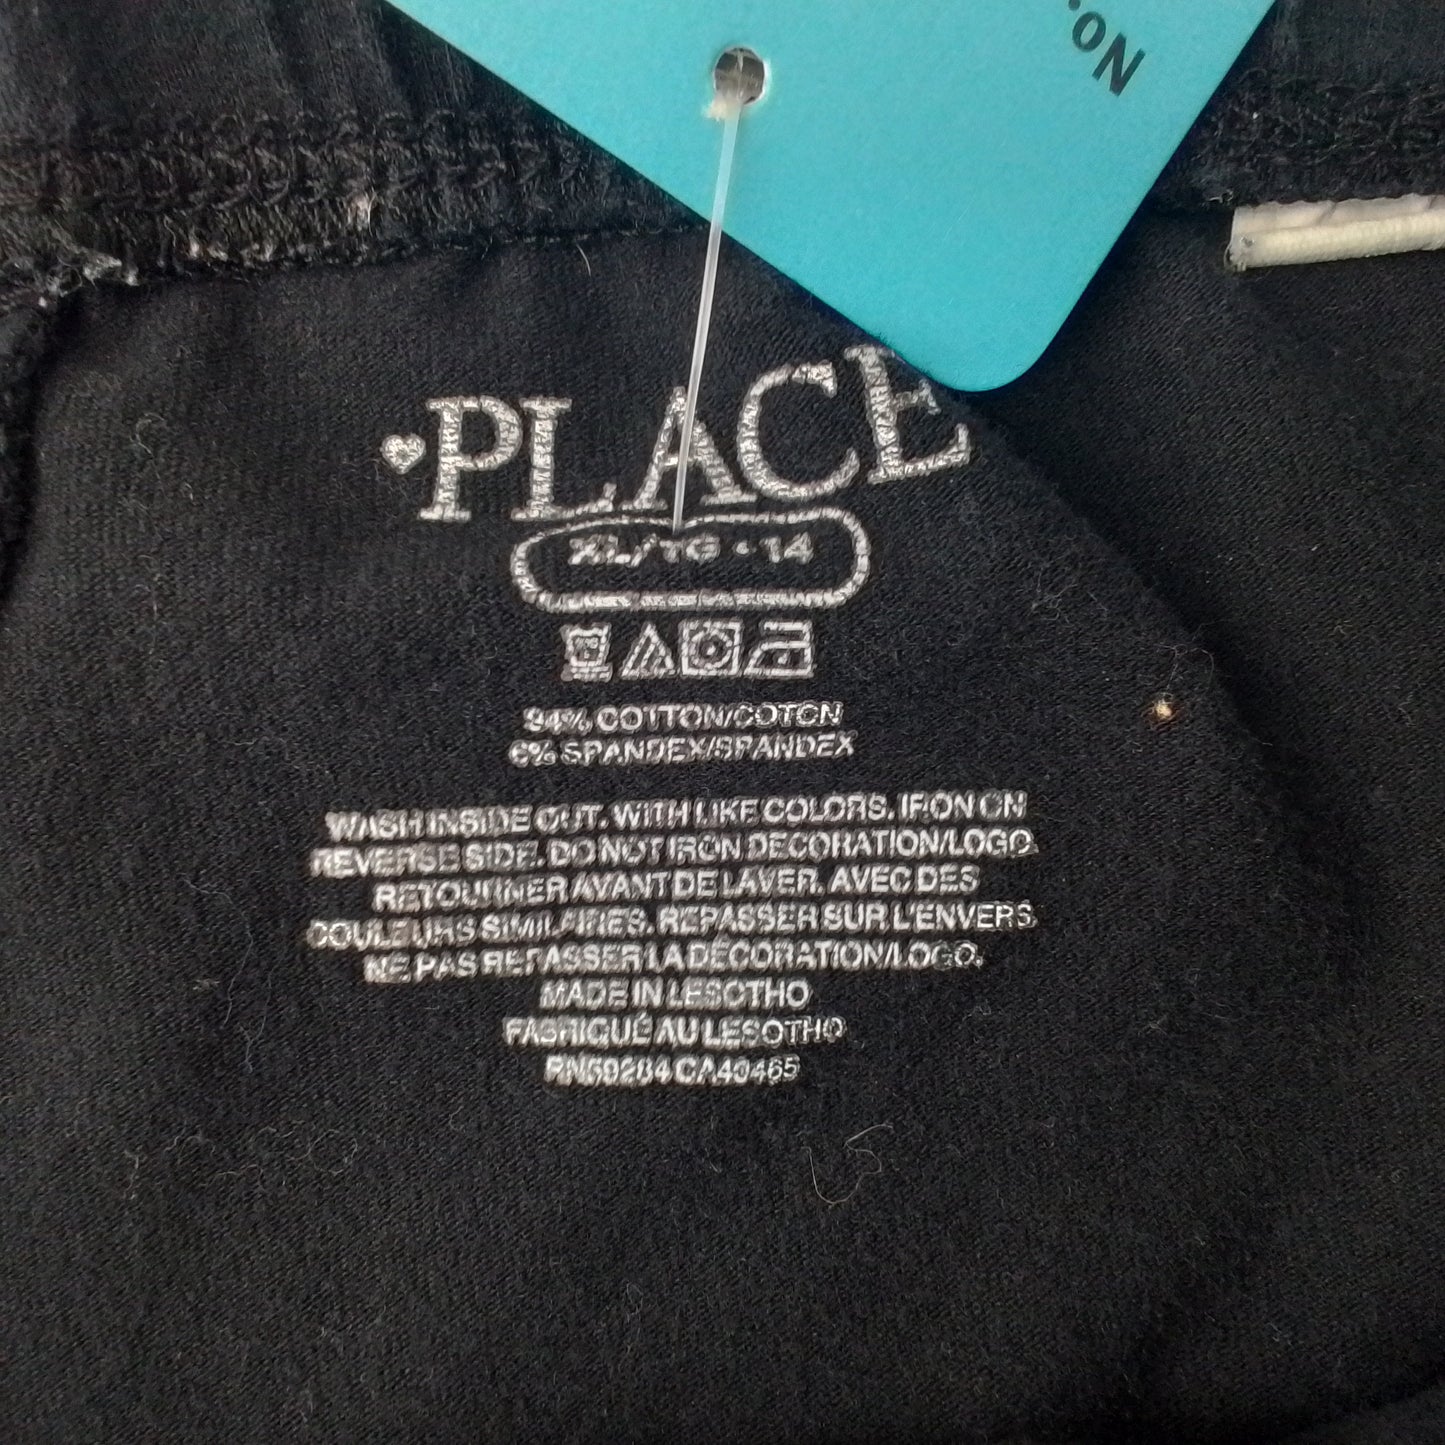 No.
PLACE
XL/TG • 14
94% COTTON/COTON
6% SPANDEX/SPANDEX
WASH INSIDE OUT. WITH LIKE COLORS. IRON ON
REVERSE SIDE. DO NOT IRON DECORATION/LOGO.
RETOURNER AVANT DE LAVER. AVEC DES
COULEURS SIMILAIRES. REPASSER SUR L'ENVERS.
NE PAS REPASSER LA DÉCORATION/LOGO.
MADE IN LESOTHO
FABRIQUÉ AU LESOTHO
RN59284 CA40465